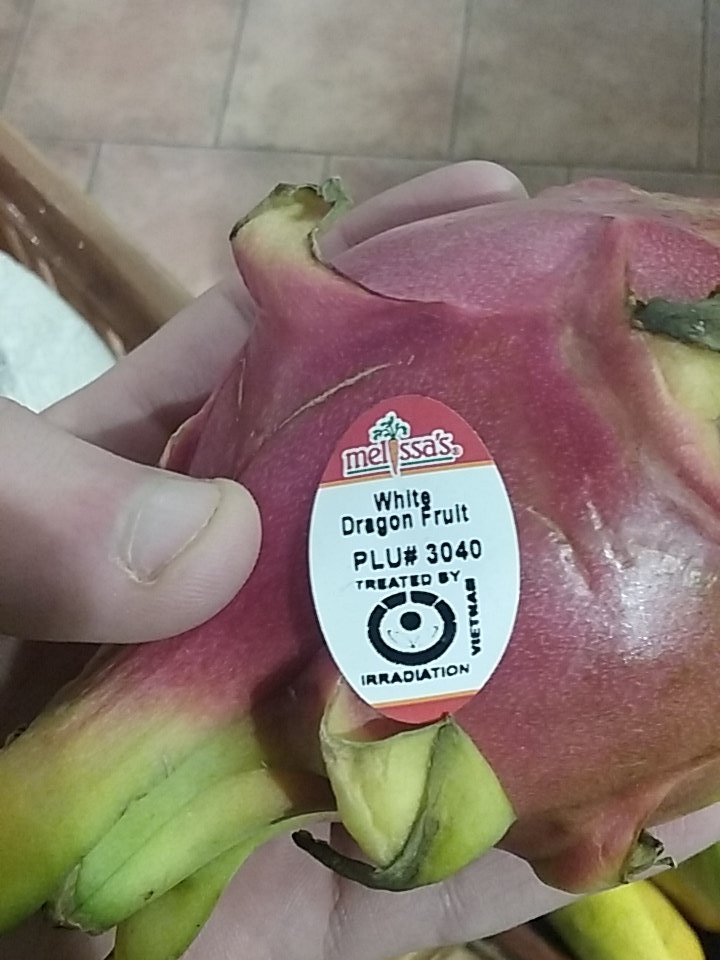 melissa's®
White
Dragon Fruit
PLU# 3040
TREATED BY
VIETNAM
IRRADIATION